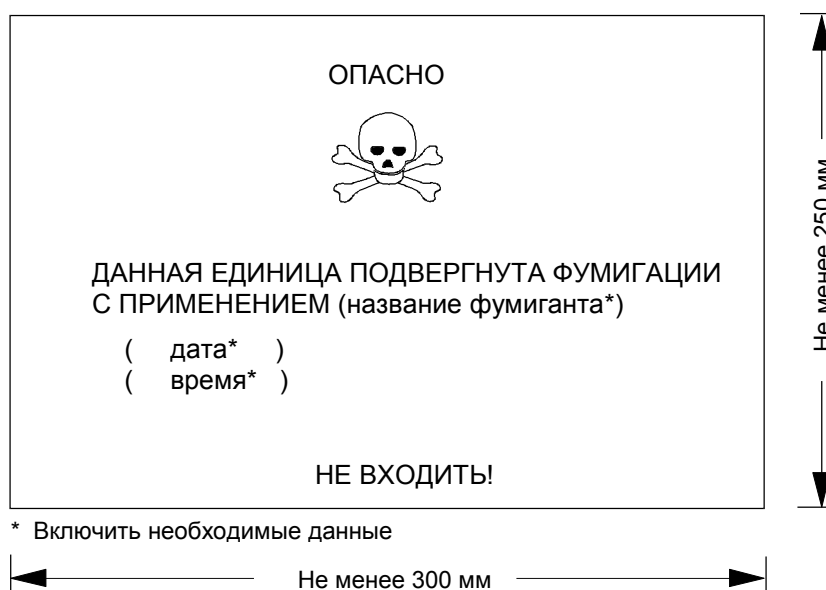 ОПАСНО
ДАННАЯ ЕДИНИЦА ПОДВЕРГНУТА ФУМИГАЦИИ
С ПРИМЕНЕНИЕМ (название фумиганта*)
( дата* )
( время* )
НЕ ВХОДИТЬ!
* Включить необходимые данные
Не менее 300 мм
Не менее 250 мм